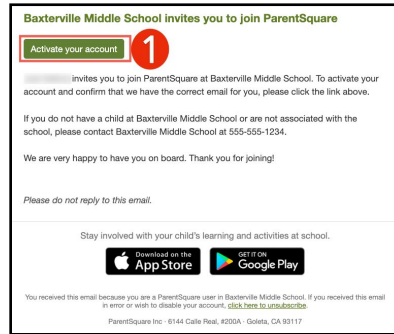 Baxterville Middle School invites you to join ParentSquare
Activate your account
1
invites you to join ParentSquare at Baxterville Middle School. To activate your
account and confirm that we have the correct email for you, please click the link above.
If you do not have a child at Baxterville Middle School or are not associated with the
school, please contact Baxterville Middle School at 555-555-1234.
We are very happy to have you on board. Thank you for joining!
Please do not reply to this email.
Stay involved with your child's learning and activities at school.
Download on the
App Store
GET IT ON
Google Play
You received this email because you are a ParentSquare user in Baxterville Middle School. If you received this email
in error or wish to disable your account, click here to unsubscribe.
ParentSquare Inc · 6144 Calle Real, #200A · Goleta, CA 93117